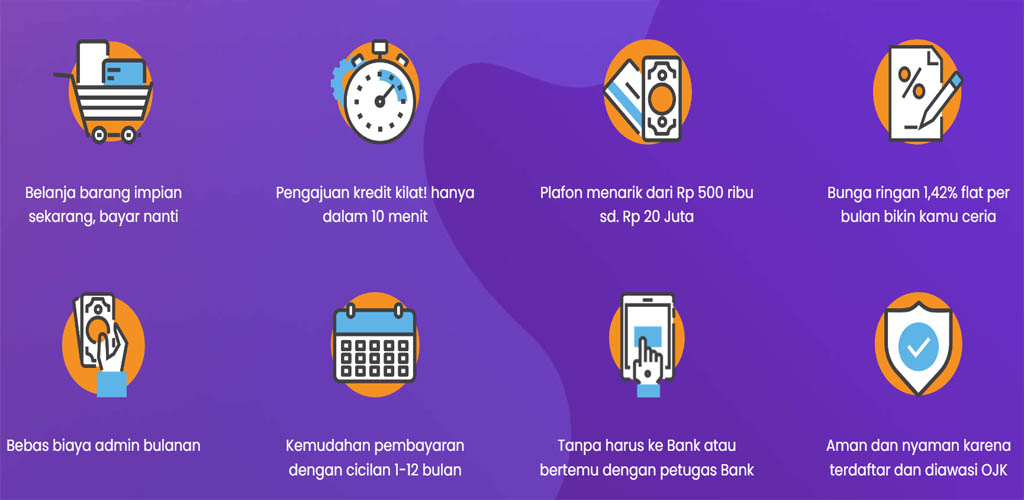 Belanja barang impian
sekarang, bayar nanti
Pengajuan kredit kilat! hanya
dalam 10 menit
Plafon menarik dari Rp 500 ribu
sd. Rp 20 Juta
Bunga ringan 1,42% flat per
bulan bikin kamu ceria
Bebas biaya admin bulanan
Kemudahan pembayaran
dengan cicilan 1-12 bulan
Tanpa harus ke Bank atau
bertemu dengan petugas Bank
Aman dan nyaman karena
terdaftar dan diawasi OJK